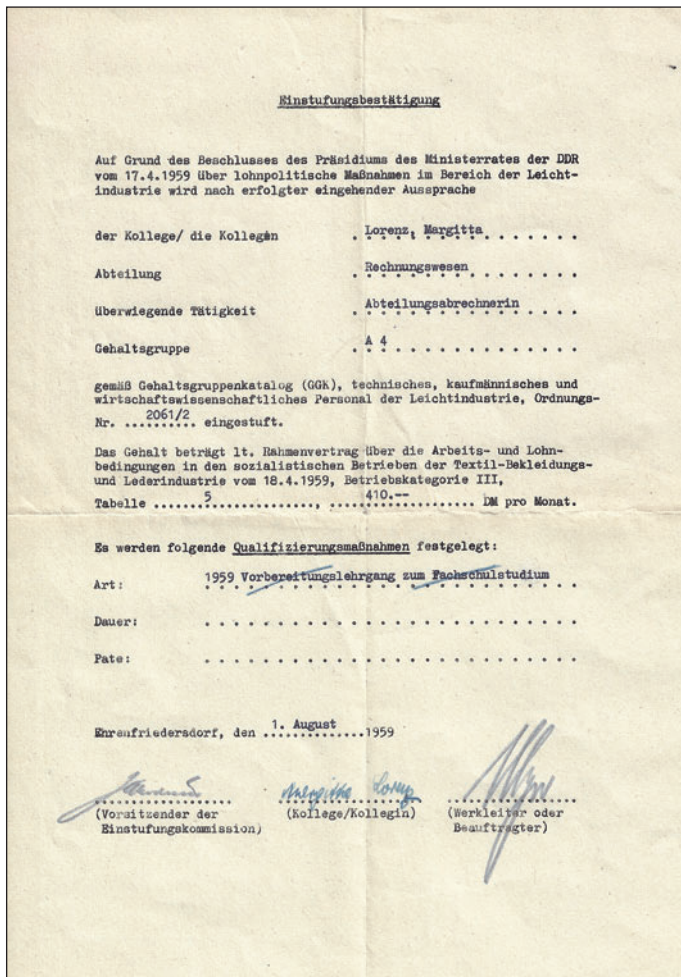 Einstufungsbestätigung
Auf Grund des Beschlusses des Präsidiums des Ministerrates der DDR
vom 17.4.1959 über lohnpolitische Maßnahmen im Bereich der Leicht-
industrie wird nach erfolgter eingehender Aussprache
der Kollege/ die Kollegin Lorenz, Margitta
Abteilung Rechnungswesen
überwiegende Tätigkeit Abteilungsabrechnerin
Gehaltsgruppe A 4
gemäß Gehaltsgruppenkatalog (GGK), technisches, kaufmännisches und
wirtschaftswissenschaftliches Personal der Leichtindustrie, Ordnungs-
Nr. ...2061/2... eingestuft.
Das Gehalt beträgt lt. Rahmenvertrag über die Arbeits- und Lohn-
bedingungen in den sozialistischen Betrieben der Textil-Bekleidungs-
und Lederindustrie vom 18.4.1959, Betriebskategorie III,
Tabelle ........5............., .....410.--........... DM pro Monat.
Es werden folgende Qualifizierungsmaßnahmen festgelegt:
Art: 1959 Vorbereitungslehrgang zum Fachschulstudium
Dauer:
Pate:
Ehrenfriedersdorf, den ..1. August....1959
Margitta Lorenz
(Vorsitzender der (Kollege/Kollegin) (Werkleiter oder
Einstufungskommission) Beauftragter)